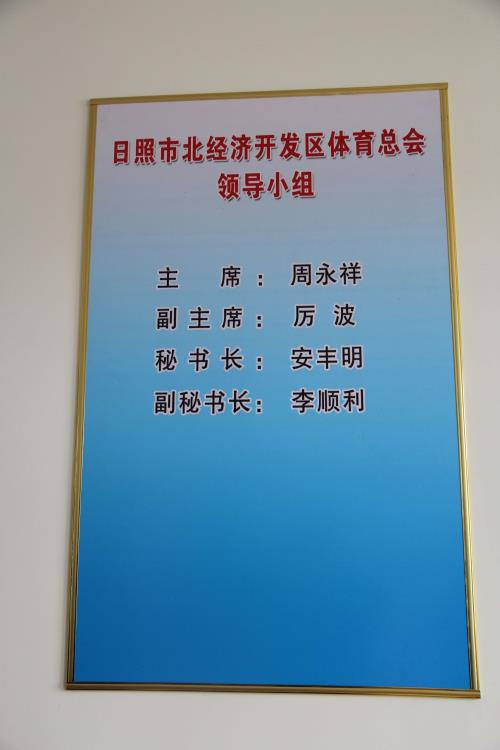 日照市北经济开发区体育总会
领导小组
主 席：周永祥
副主席：厉 波
秘书长：安丰明
副秘书长：李顺利